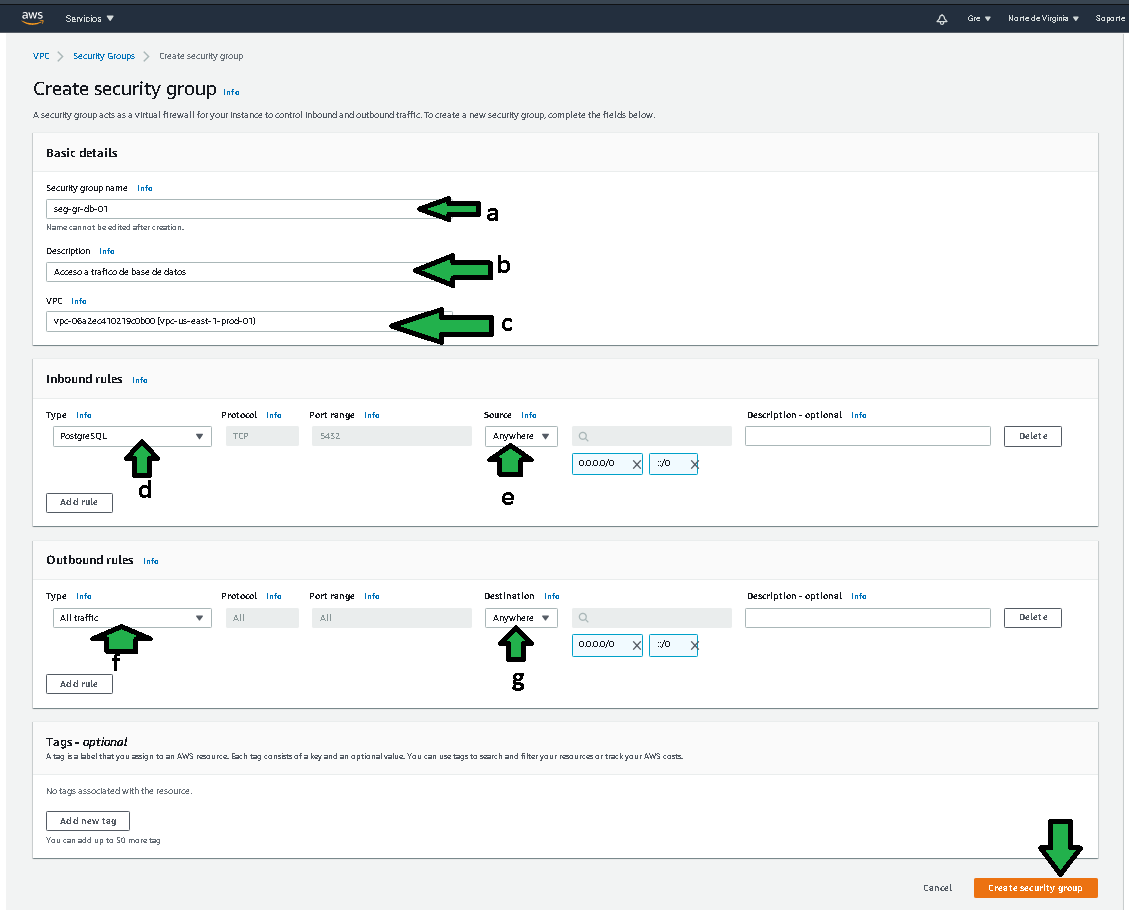 aws Servicios Gre Norte de Virginia Soporte
VPC Security Groups Create security group
Create security group Info
A security group acts as a virtual firewall for your instance to control inbound and outbound traffic. To create a new security group, complete the fields below.
Basic details
Security group name Info
seg-gr-db-01
a
Name cannot be edited after creation.
Description Info
Acceso a trafico de base de datos
b
VPC Info
vpc-06a2ec410219c0b00 (vpc-us-east-1-prod-01)
c
Inbound rules Info
Type Info Protocol Info Port range Info Source Info Description - optional Info
PostgreSQL TCP 5432 Anywhere Delete
0.0.0.0/0 ::/0
d
e
Add rule
Outbound rules Info
Type Info Protocol Info Port range Info Destination Info Description - optional Info
All traffic All All Anywhere Delete
0.0.0.0/0 ::/0
f
g
Add rule
Tags - optional
A tag is a label that you assign to an AWS resource. Each tag consists of a key and an optional value. You can use tags to search and filter your resources or track your AWS costs.
No tags associated with the resource.
Add new tag
You can add up to 50 more tag
Cancel Create security group